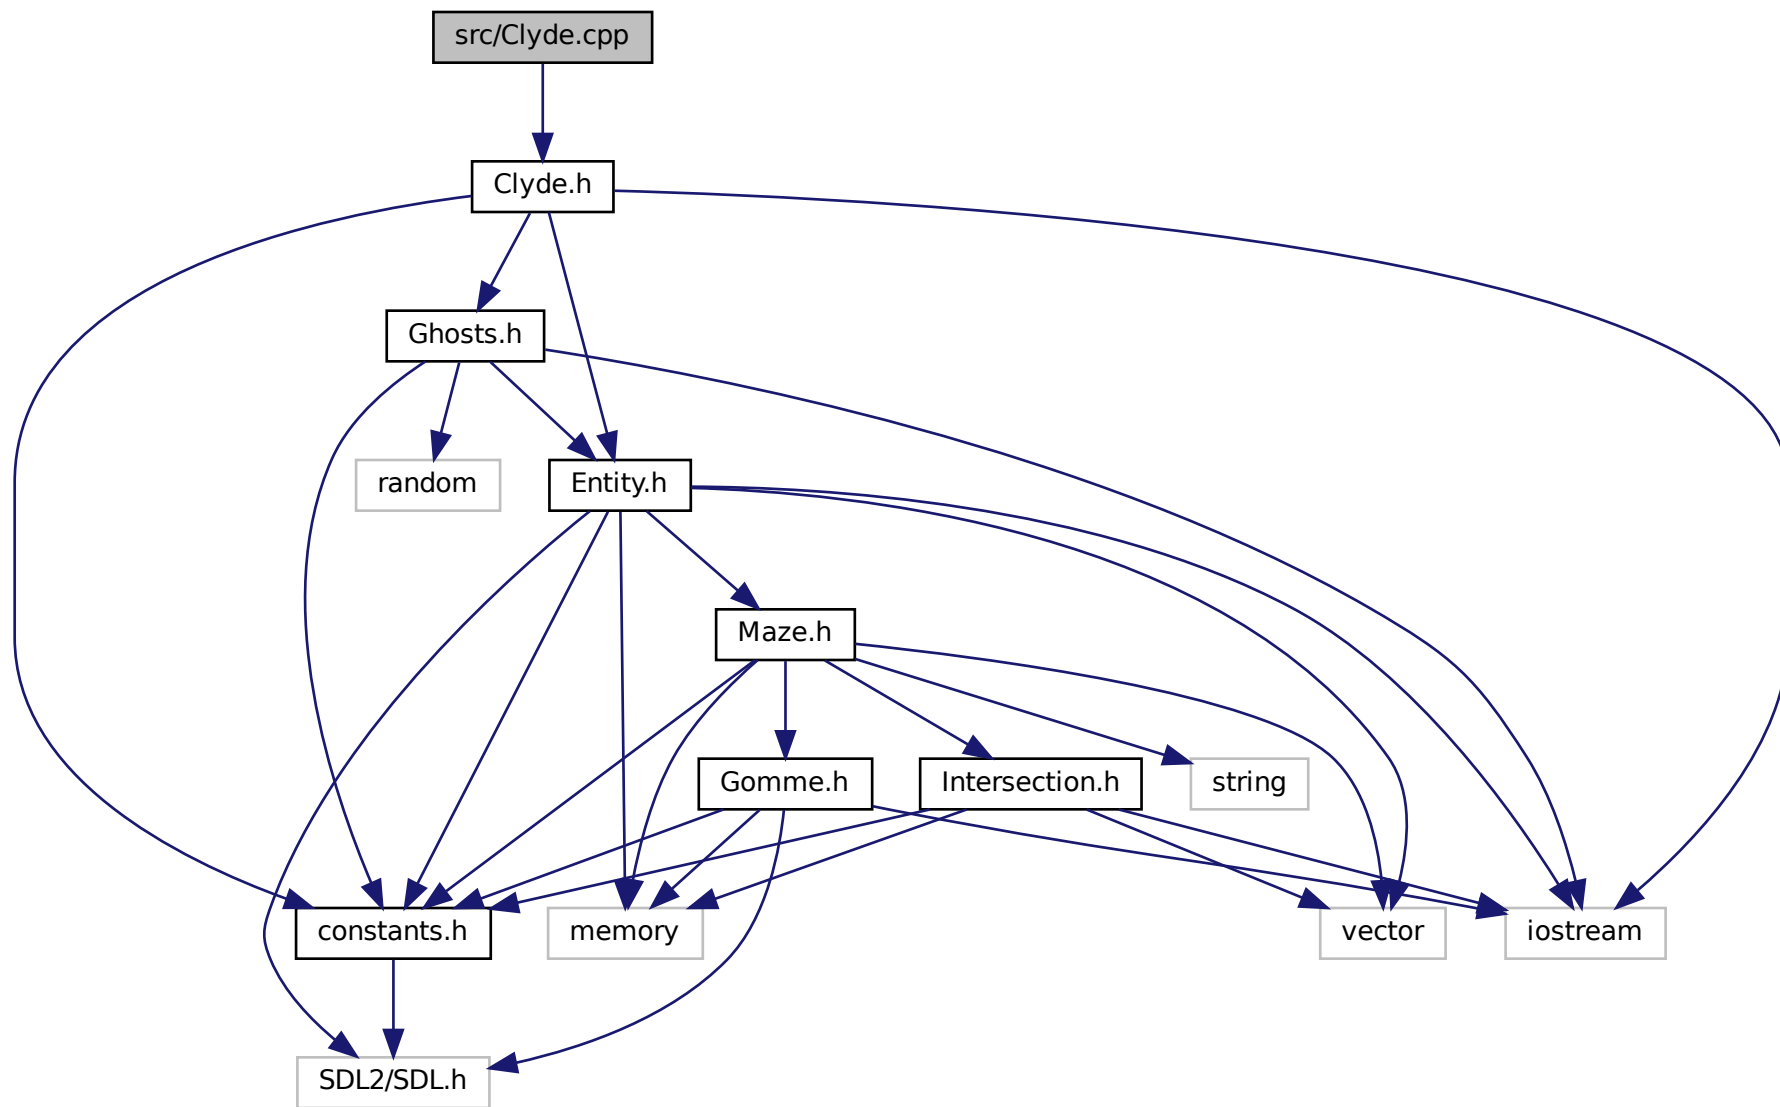 src/Clyde.cpp
Clyde.h
Ghosts.h
random
Entity.h
Maze.h
Gomme.h
Intersection.h
string
constants.h
memory
vector
iostream
SDL2/SDL.h